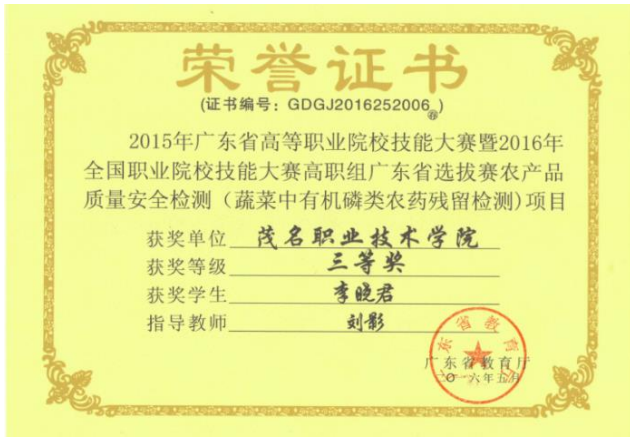 荣誉证书
(证书编号：GDGJ2016252006)
2015年广东省高等职业院校技能大赛暨2016年
全国职业院校技能大赛高职组广东省选拔赛农产品
质量安全检测（蔬菜中有机磷类农药残留检测)项目
获奖单位 茂名职业技术学院
获奖等级 三等奖
获奖学生 李晓君
指导教师 刘影
广东省教育厅
广东省教育厅
二〇一六年五月